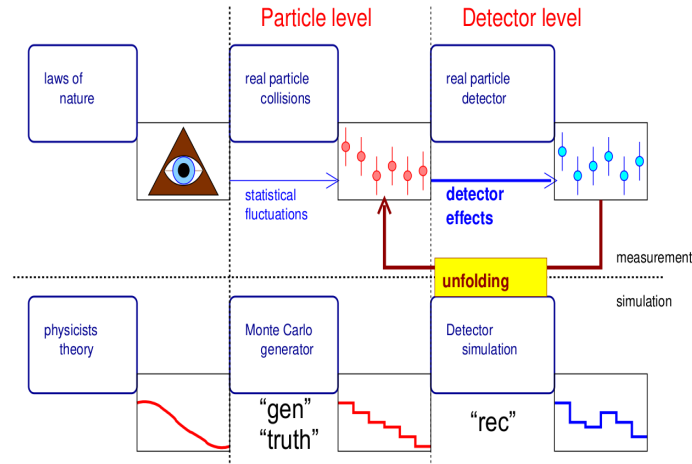 Particle level
Detector level
laws of
nature
real particle
collisions
real particle
detector
statistical
fluctuations
detector
effects
measurement
unfolding
simulation
physicists
theory
Monte Carlo
generator
Detector
simulation
“gen”
“truth”
“rec”